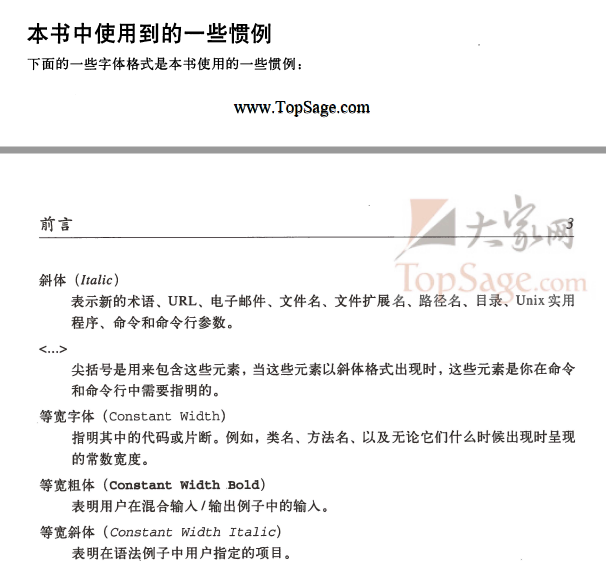 本书中使用到的一些惯例
下面的一些字体格式是本书使用的一些惯例：
www.TopSage.com
前言
3
大家网
TopSage.com
斜体（Italic）
表示新的术语、URL、电子邮件、文件名、文件扩展名、路径名、目录、Unix 实用
程序、命令和命令行参数。
<...>
尖括号是用来包含这些元素，当这些元素以斜体格式出现时，这些元素是你在命令
和命令行中需要指明的。
等宽字体（Constant Width）
指明其中的代码或片断。例如，类名、方法名、以及无论它们什么时候出现时呈现
的常数宽度。
等宽粗体（Constant Width Bold）
表明用户在混合输入/输出例子中的输入。
等宽斜体（Constant Width Italic）
表明在语法例子中用户指定的项目。